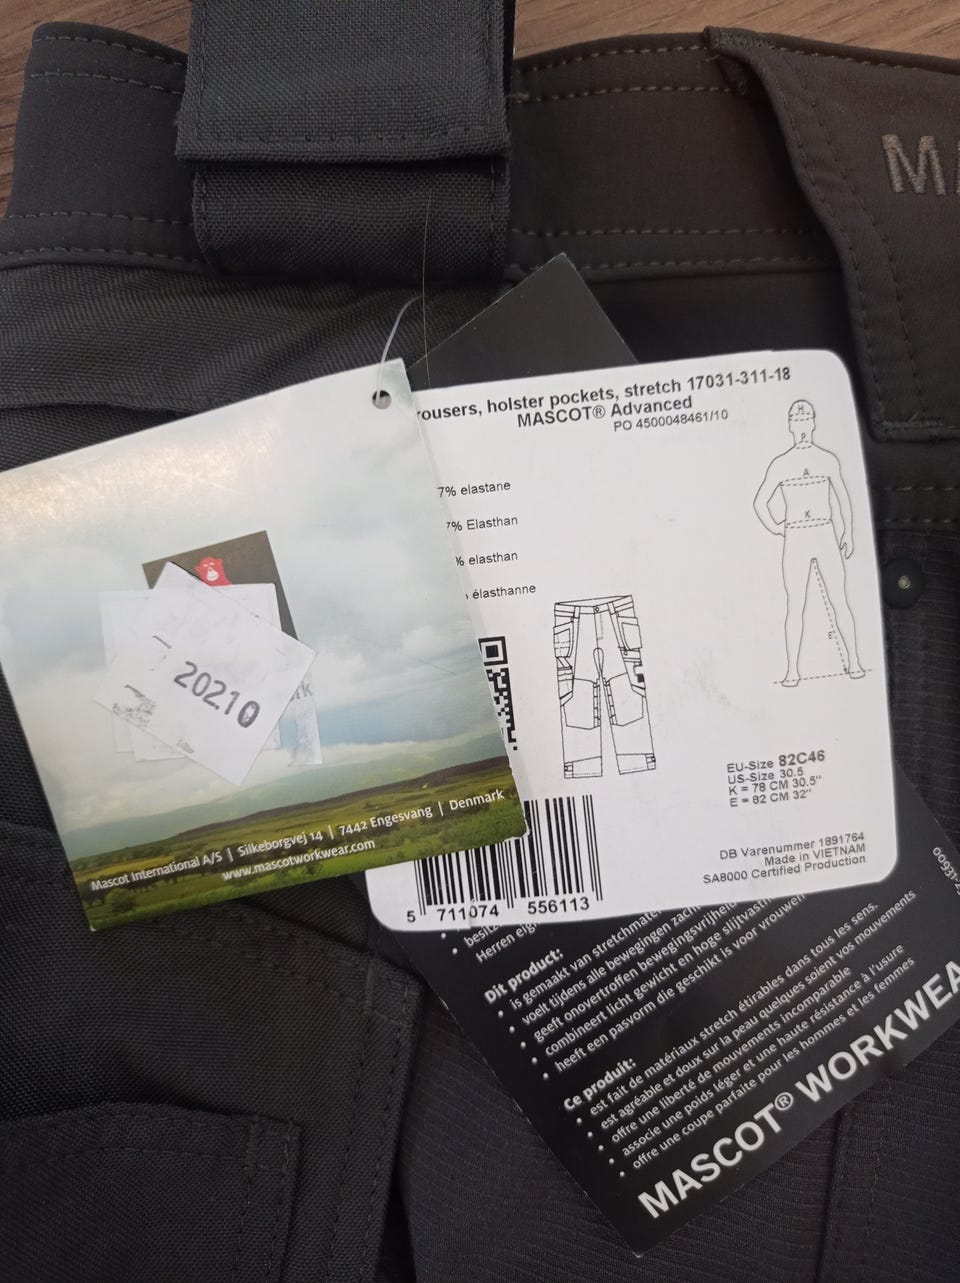 MA
rousers, holster pockets, stretch 17031-311-18
MASCOT® Advanced
PO 4500048461/10
7% elastane
7% Elasthan
% elasthan
élasthanne
H
P
A
K
E
EU-Size 82C46
US-Size 30.5
K = 78 CM 30.5"
E = 82 CM 32"
DB Varenummer 1891764
Made in VIETNAM
SA8000 Certified Production
5 711074 556113
20210
Mascot International A/S | Silkeborgvej 14 | 7442 Engesvang | Denmark
www.mascotworkwear.com
Herren eig
Dit product:
• is gemaakt van stretchmater
• voelt tijdens alle bewegingen zach
• geeft onovertroffen bewegingsvrijheid
• combineert licht gewicht en hoge slijtvast
• heeft een pasvorm die geschikt is voor vrouwen
Ce produit:
• est fait de matériaux stretch étirables dans tous les sens.
• est agréable et doux sur la peau quelques soient vos mouvements
• offre une liberté de mouvements incomparable
• associe une poids léger et une haute résistance à l'usure
• offre une coupe parfaite pour les hommes et les femmes
MASCOT® WORKWEA